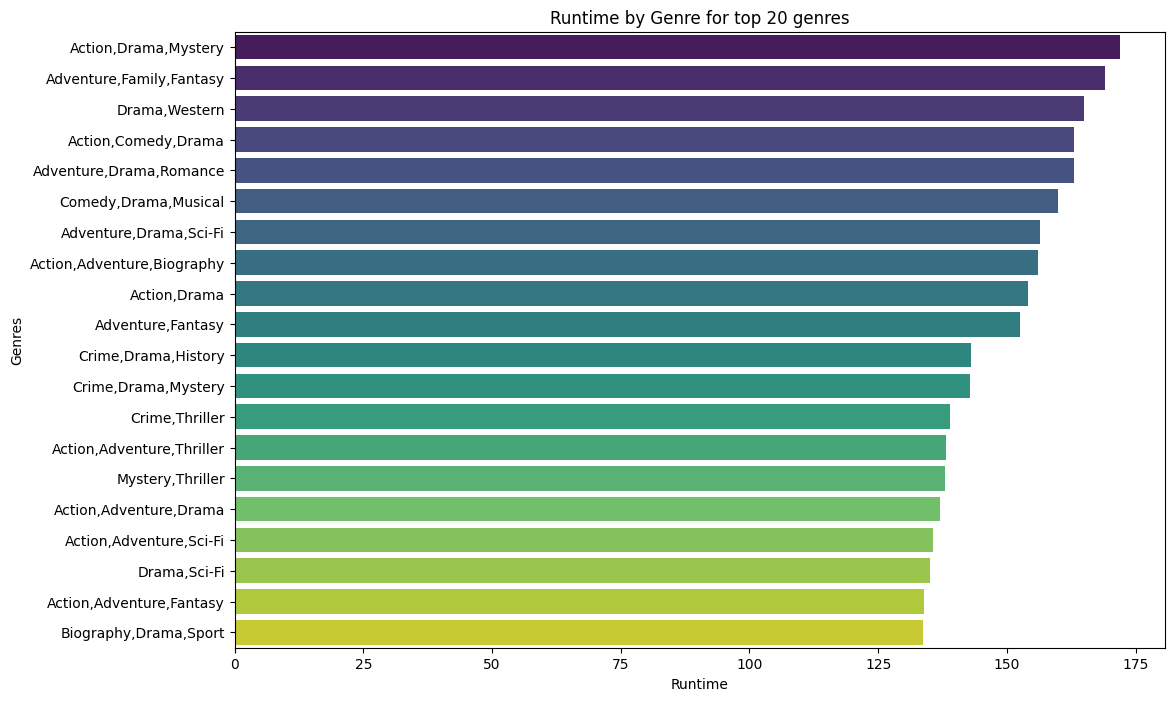 Runtime by Genre for top 20 genres
Action,Drama,Mystery
Adventure,Family,Fantasy
Drama,Western
Action,Comedy,Drama
Adventure,Drama,Romance
Comedy,Drama,Musical
Adventure,Drama,Sci-Fi
Action,Adventure,Biography
Action,Drama
Adventure,Fantasy
Crime,Drama,History
Crime,Drama,Mystery
Crime,Thriller
Action,Adventure,Thriller
Mystery,Thriller
Action,Adventure,Drama
Action,Adventure,Sci-Fi
Drama,Sci-Fi
Action,Adventure,Fantasy
Biography,Drama,Sport
Genres
0 25 50 75 100 125 150 175
Runtime